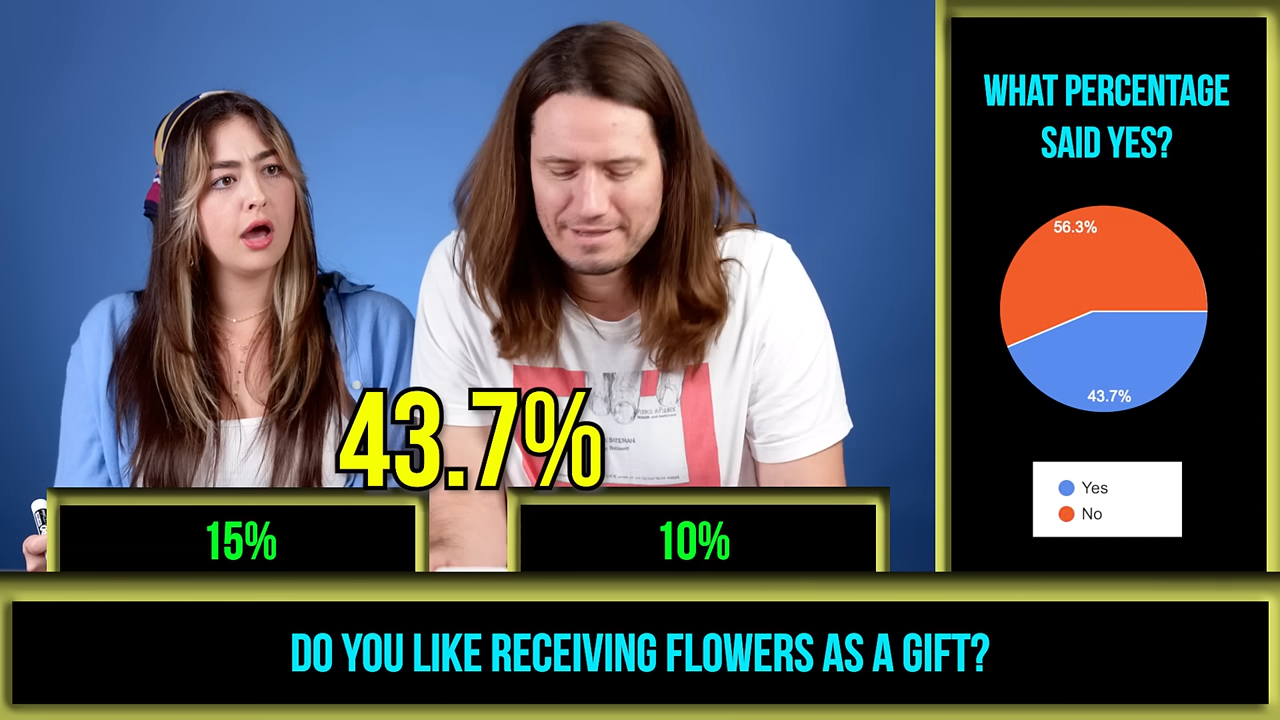 WHAT PERCENTAGE
SAID YES?
56.3%
43.7%
Yes
No
43.7%
15%
10%
DO YOU LIKE RECEIVING FLOWERS AS A GIFT?